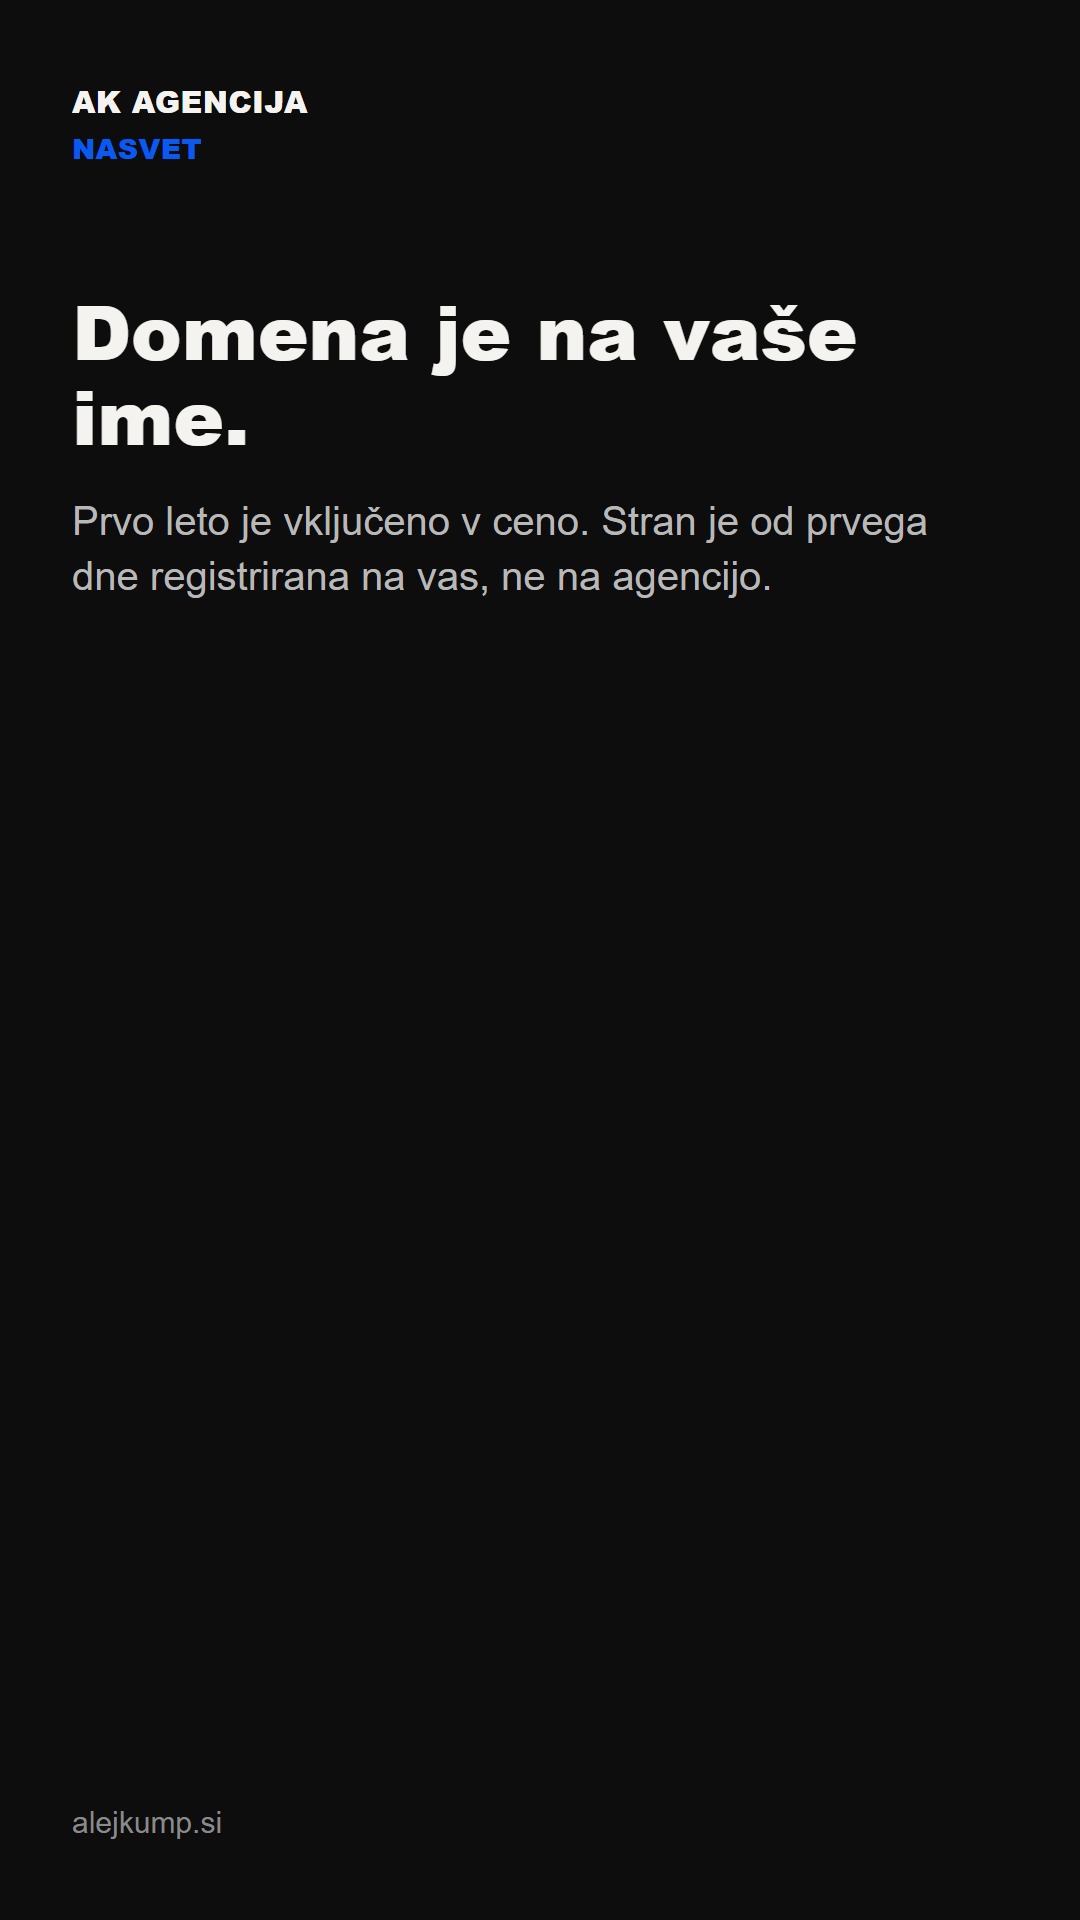 AK AGENCIJA
NASVET
Domena je na vaše
ime.
Prvo leto je vključeno v ceno. Stran je od prvega
dne registrirana na vas, ne na agencijo.
alejkump.si